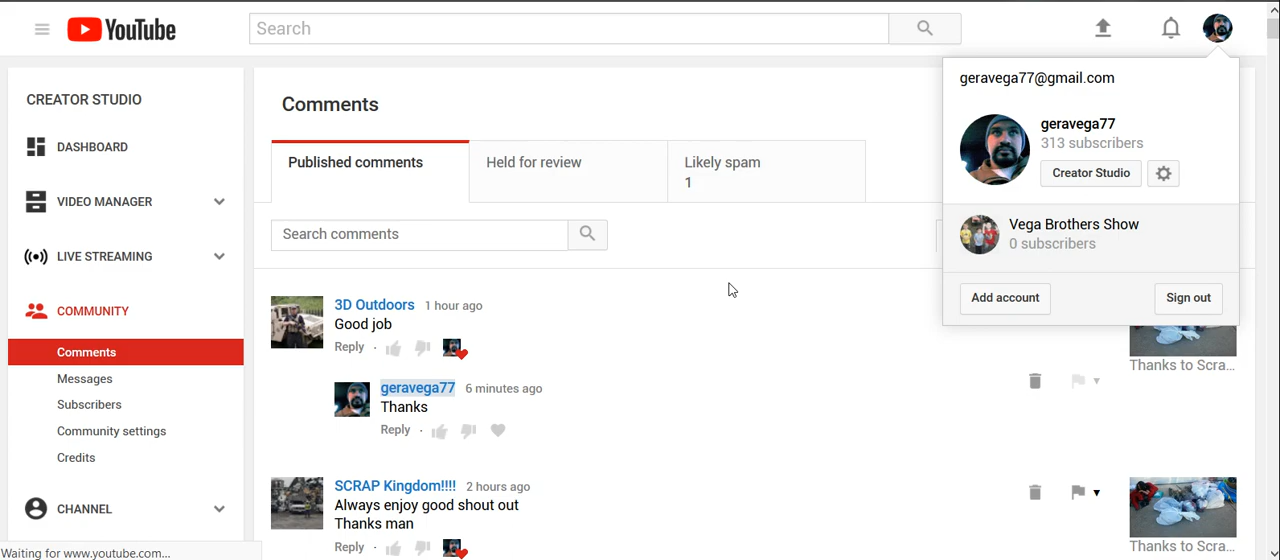 YouTube
Search
geravega77@gmail.com
geravega77
313 subscribers
Creator Studio
Vega Brothers Show
0 subscribers
Add account
Sign out
CREATOR STUDIO
DASHBOARD
VIDEO MANAGER
LIVE STREAMING
COMMUNITY
Comments
Messages
Subscribers
Community settings
Credits
CHANNEL
Waiting for www.youtube.com...
Comments
Published comments
Held for review
Likely spam
1
Search comments
3D Outdoors 1 hour ago
Good job
Reply ·
geravega77 6 minutes ago
Thanks
Reply ·
Thanks to Scra...
SCRAP Kingdom!!!! 2 hours ago
Always enjoy good shout out
Thanks man
Reply ·
Thanks to Scra...